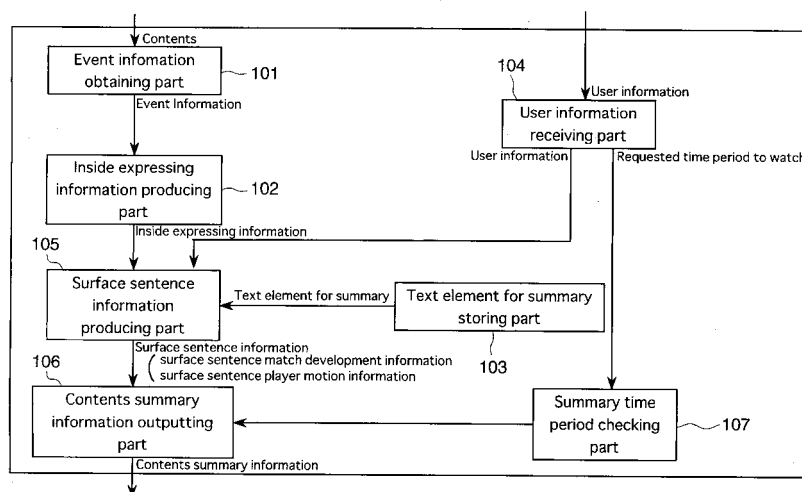 Contents
Event infomation
obtaining part
101
Event Information
104
User information
User information
receiving part
User information
Requested time period to watch
Inside expressing
information producing
part
102
Inside expressing information
105
Surface sentence
information
producing part
Text element for summary
Text element for summary
storing part
103
Surface sentence information
surface sentence match development information
surface sentence player motion information
106
Contents summary
information outputting
part
Summary time
period checking
part
107
Contents summary information